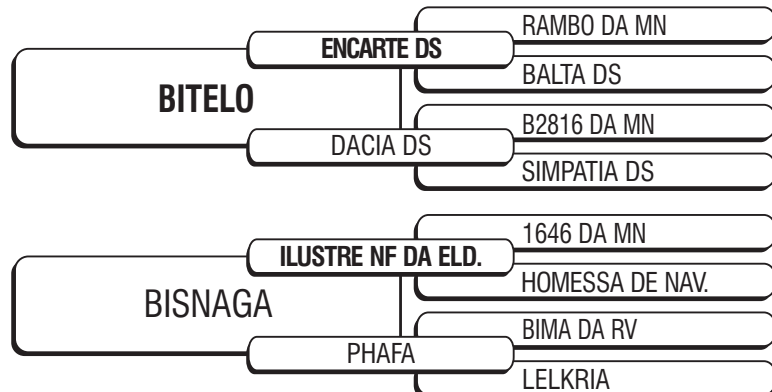 RAMBO DA MN
ENCARTE DS
BALTA DS
BITELO
B2816 DA MN
DACIA DS
SIMPATIA DS
1646 DA MN
ILUSTRE NF DA ELD.
HOMESSA DE NAV.
BISNAGA
BIMA DA RV
PHAFA
LELKRIA